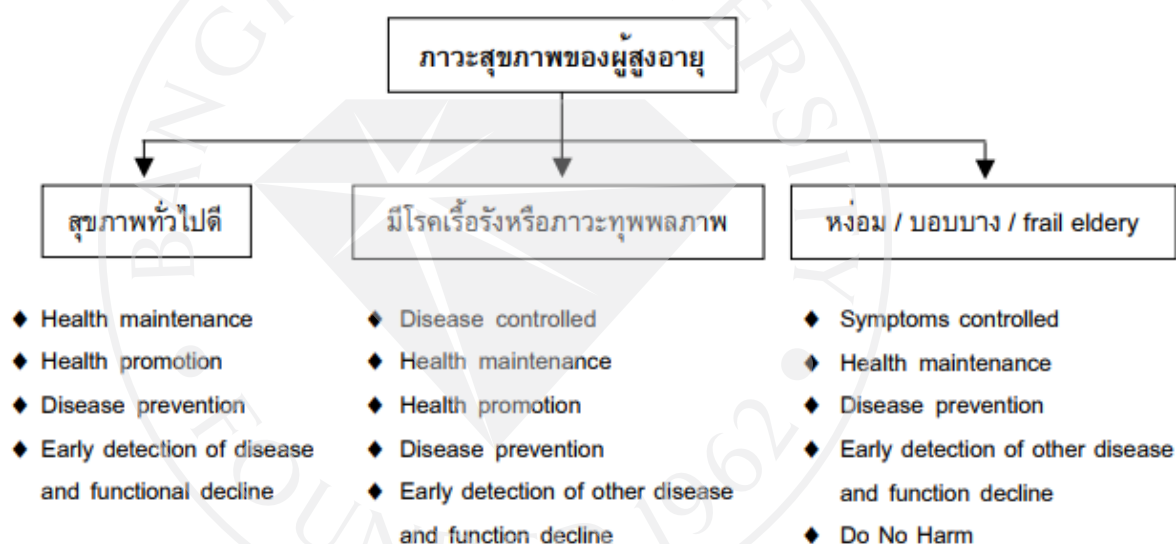 ภาวะสุขภาพของผู้สูงอายุ
สุขภาพทั่วไปดี
♦ Health maintenance
♦ Health promotion
♦ Disease prevention
♦ Early detection of disease
and functional decline
มีโรคเรื้อรังหรือภาวะทุพพลภาพ
♦ Disease controlled
♦ Health maintenance
♦ Health promotion
♦ Disease prevention
♦ Early detection of other disease
and function decline
หง่อม / บอบบาง / frail eldery
♦ Symptoms controlled
♦ Health maintenance
♦ Disease prevention
♦ Early detection of other disease
and function decline
♦ Do No Harm